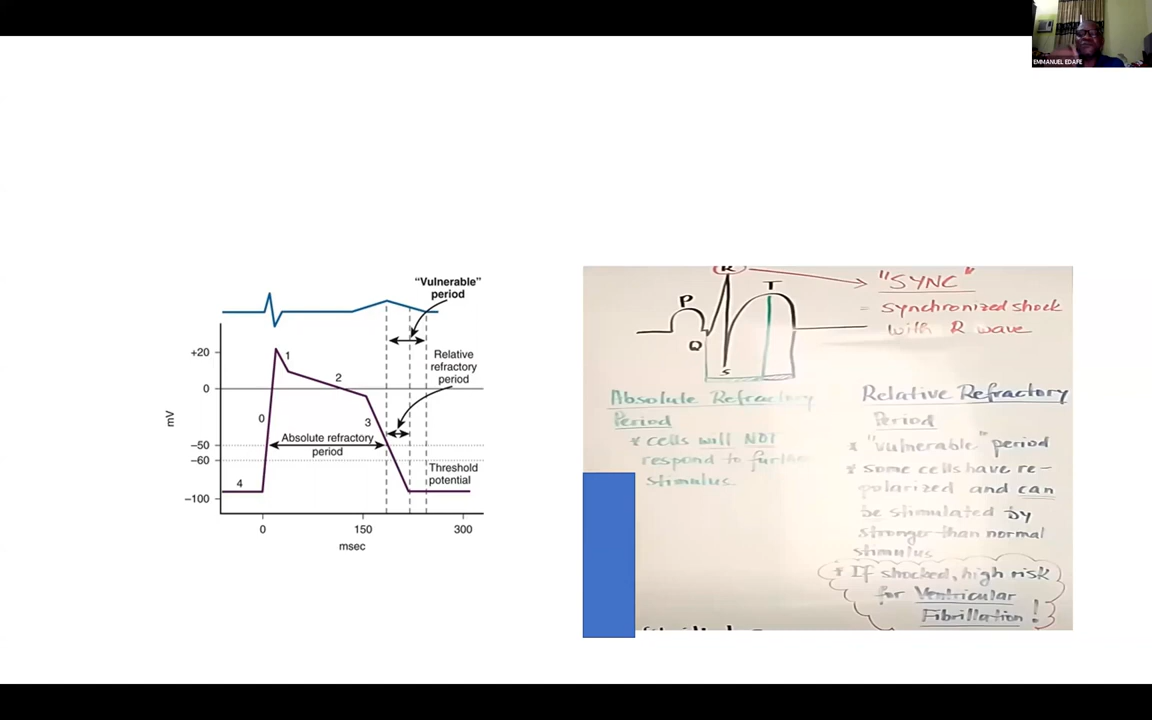 EMMANUEL EDAFE
"Vulnerable"
period
Relative
refractory
period
+20
0
-50
-60
-100
mV
1
2
0
3
4
Absolute refractory
period
Threshold
potential
0
150
300
msec
R
P
T
Q
S
"SYNC"
= synchronized shock
with R wave
Absolute Refractory
Period
* cells will NOT
respond to further
stimulus.
Relative Refractory
Period
* "vulnerable" period
* some cells have re-
polarized and can
be stimulated by
stronger than normal
stimulus
* If shocked, high risk
for Ventricular
Fibrillation!